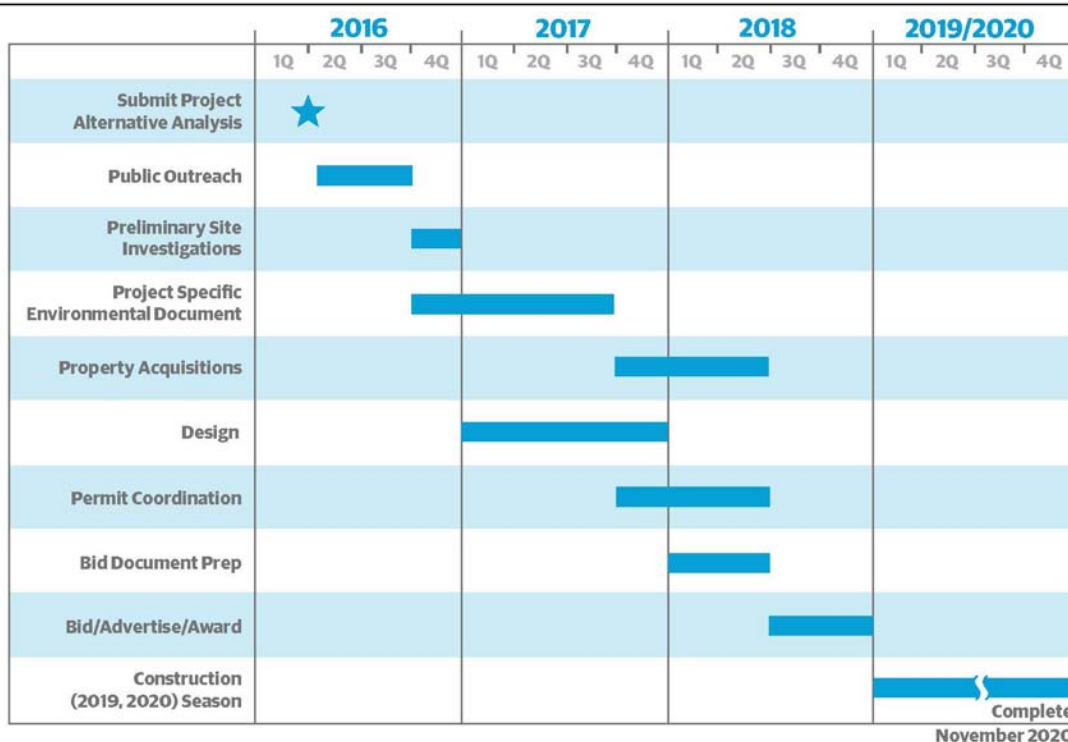 2016 2017 2018 2019/2020
1Q 2Q 3Q 4Q 1Q 2Q 3Q 4Q 1Q 2Q 3Q 4Q 1Q 2Q 3Q 4Q
Submit Project
Alternative Analysis
Public Outreach
Preliminary Site
Investigations
Project Specific
Environmental Document
Property Acquisitions
Design
Permit Coordination
Bid Document Prep
Bid/Advertise/Award
Construction
(2019, 2020) Season
Complete
November 2020